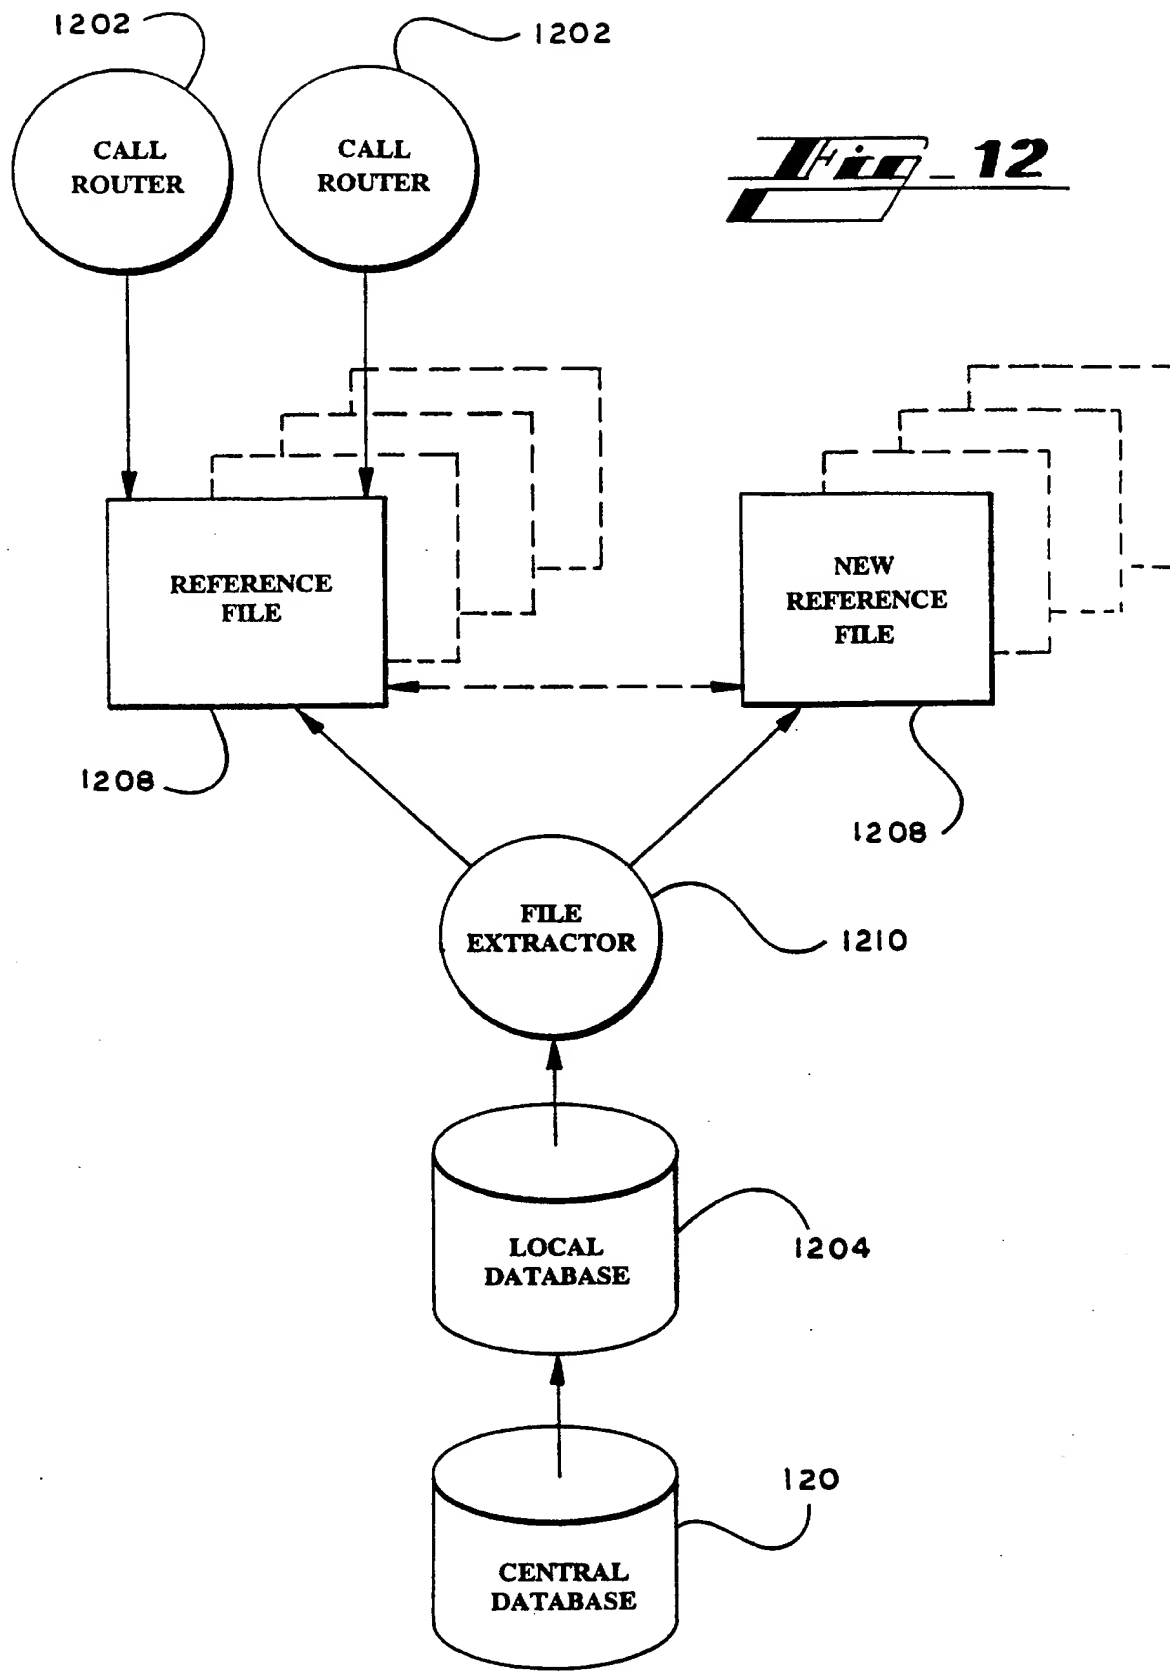 1202
1202
CALL
ROUTER
CALL
ROUTER
Fig_12
REFERENCE
FILE
NEW
REFERENCE
FILE
1208
1208
FILE
EXTRACTOR
1210
LOCAL
DATABASE
1204
120
CENTRAL
DATABASE